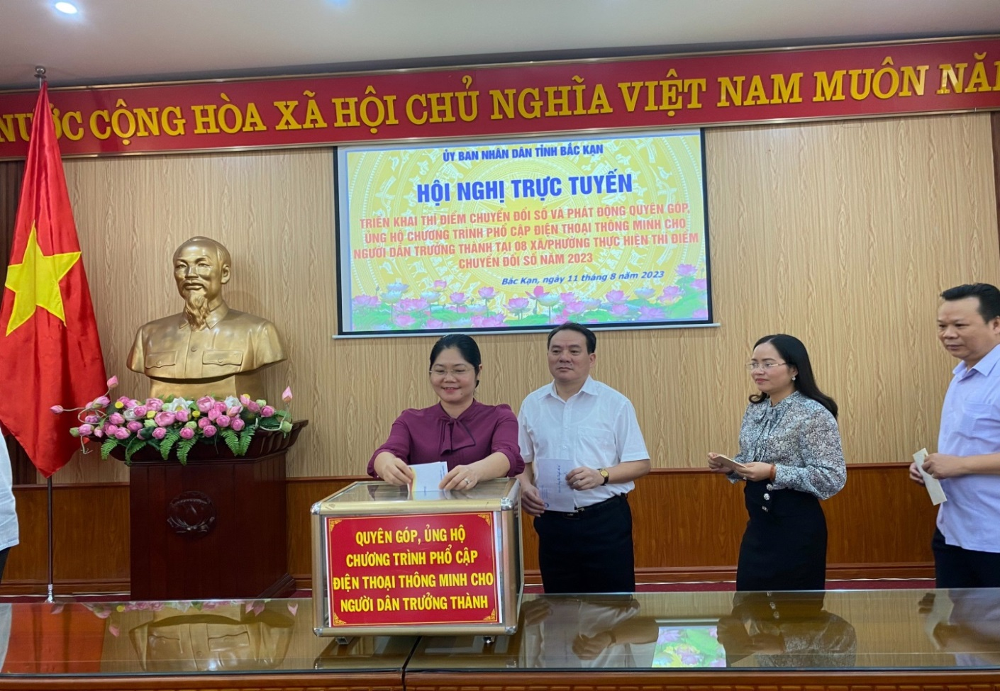 NƯỚC CỘNG HÒA XÃ HỘI CHỦ NGHĨA VIỆT NAM MUÔN NĂ
ỦY BAN NHÂN DÂN TỈNH BẮC KẠN
HỘI NGHỊ TRỰC TUYẾN
TRIỂN KHAI THÍ ĐIỂM CHUYỂN ĐỔI SỐ VÀ PHÁT ĐỘNG QUYÊN GÓP,
ỦNG HỘ CHƯƠNG TRÌNH PHỔ CẬP ĐIỆN THOẠI THÔNG MINH CHO
NGƯỜI DÂN TRƯỞNG THÀNH TẠI 08 XÃ/PHƯỜNG THỰC HIỆN THÍ ĐIỂM
CHUYỂN ĐỔI SỐ NĂM 2023
Bắc Kạn, ngày 11 tháng 8 năm 2023
QUYÊN GÓP, ỦNG HỘ
CHƯƠNG TRÌNH PHỔ CẬP
ĐIỆN THOẠI THÔNG MINH CHO
NGƯỜI DÂN TRƯỞNG THÀNH